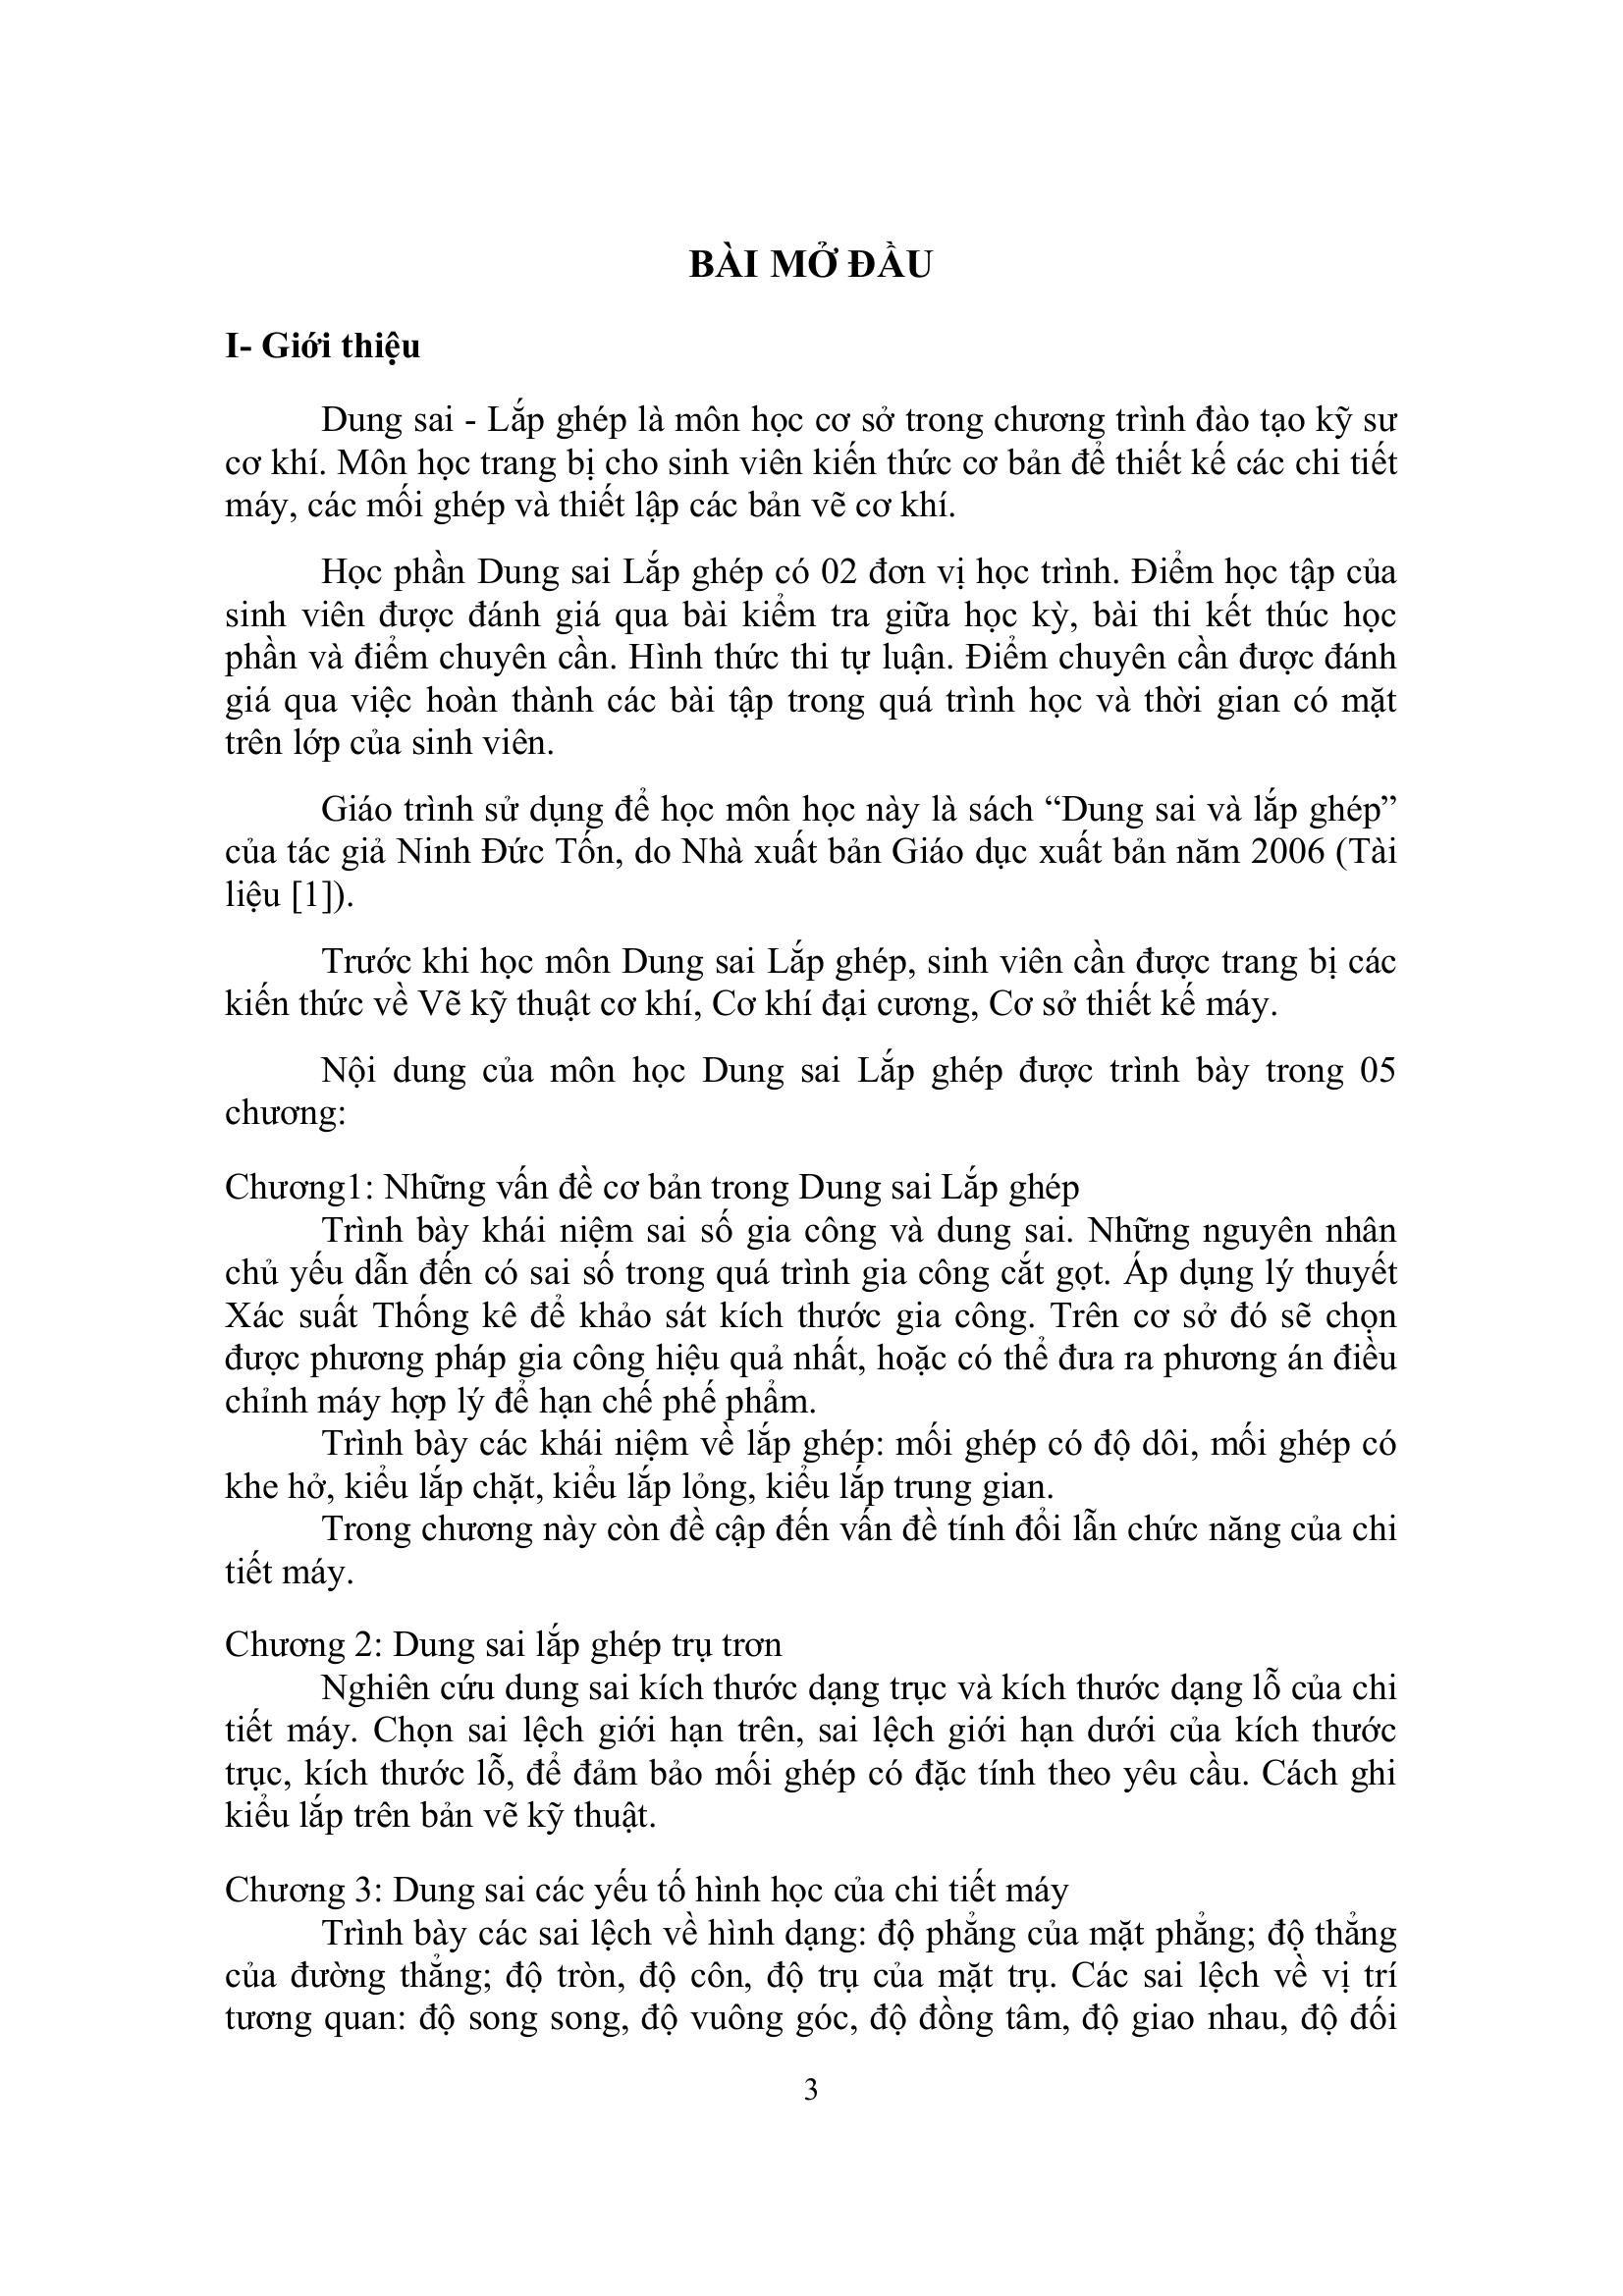 BÀI MỞ ĐẦU
I- Giới thiệu
Dung sai - Lắp ghép là môn học cơ sở trong chương trình đào tạo kỹ sư
cơ khí. Môn học trang bị cho sinh viên kiến thức cơ bản để thiết kế các chi tiết
máy, các mối ghép và thiết lập các bản vẽ cơ khí.
Học phần Dung sai Lắp ghép có 02 đơn vị học trình. Điểm học tập của
sinh viên được đánh giá qua bài kiểm tra giữa học kỳ, bài thi kết thúc học
phần và điểm chuyên cần. Hình thức thi tự luận. Điểm chuyên cần được đánh
giá qua việc hoàn thành các bài tập trong quá trình học và thời gian có mặt
trên lớp của sinh viên.
Giáo trình sử dụng để học môn học này là sách “Dung sai và lắp ghép”
của tác giả Ninh Đức Tốn, do Nhà xuất bản Giáo dục xuất bản năm 2006 (Tài
liệu [1]).
Trước khi học môn Dung sai Lắp ghép, sinh viên cần được trang bị các
kiến thức về Vẽ kỹ thuật cơ khí, Cơ khí đại cương, Cơ sở thiết kế máy.
Nội dung của môn học Dung sai Lắp ghép được trình bày trong 05
chương:
Chương1: Những vấn đề cơ bản trong Dung sai Lắp ghép
Trình bày khái niệm sai số gia công và dung sai. Những nguyên nhân
chủ yếu dẫn đến có sai số trong quá trình gia công cắt gọt. Áp dụng lý thuyết
Xác suất Thống kê để khảo sát kích thước gia công. Trên cơ sở đó sẽ chọn
được phương pháp gia công hiệu quả nhất, hoặc có thể đưa ra phương án điều
chỉnh máy hợp lý để hạn chế phế phẩm.
Trình bày các khái niệm về lắp ghép: mối ghép có độ dôi, mối ghép có
khe hở, kiểu lắp chặt, kiểu lắp lỏng, kiểu lắp trung gian.
Trong chương này còn đề cập đến vấn đề tính đổi lẫn chức năng của chi
tiết máy.
Chương 2: Dung sai lắp ghép trụ trơn
Nghiên cứu dung sai kích thước dạng trục và kích thước dạng lỗ của chi
tiết máy. Chọn sai lệch giới hạn trên, sai lệch giới hạn dưới của kích thước
trục, kích thước lỗ, để đảm bảo mối ghép có đặc tính theo yêu cầu. Cách ghi
kiểu lắp trên bản vẽ kỹ thuật.
Chương 3: Dung sai các yếu tố hình học của chi tiết máy
Trình bày các sai lệch về hình dạng: độ phẳng của mặt phẳng; độ thẳng
của đường thẳng; độ tròn, độ côn, độ trụ của mặt trụ. Các sai lệch về vị trí
tương quan: độ song song, độ vuông góc, độ đồng tâm, độ giao nhau, độ đối
3